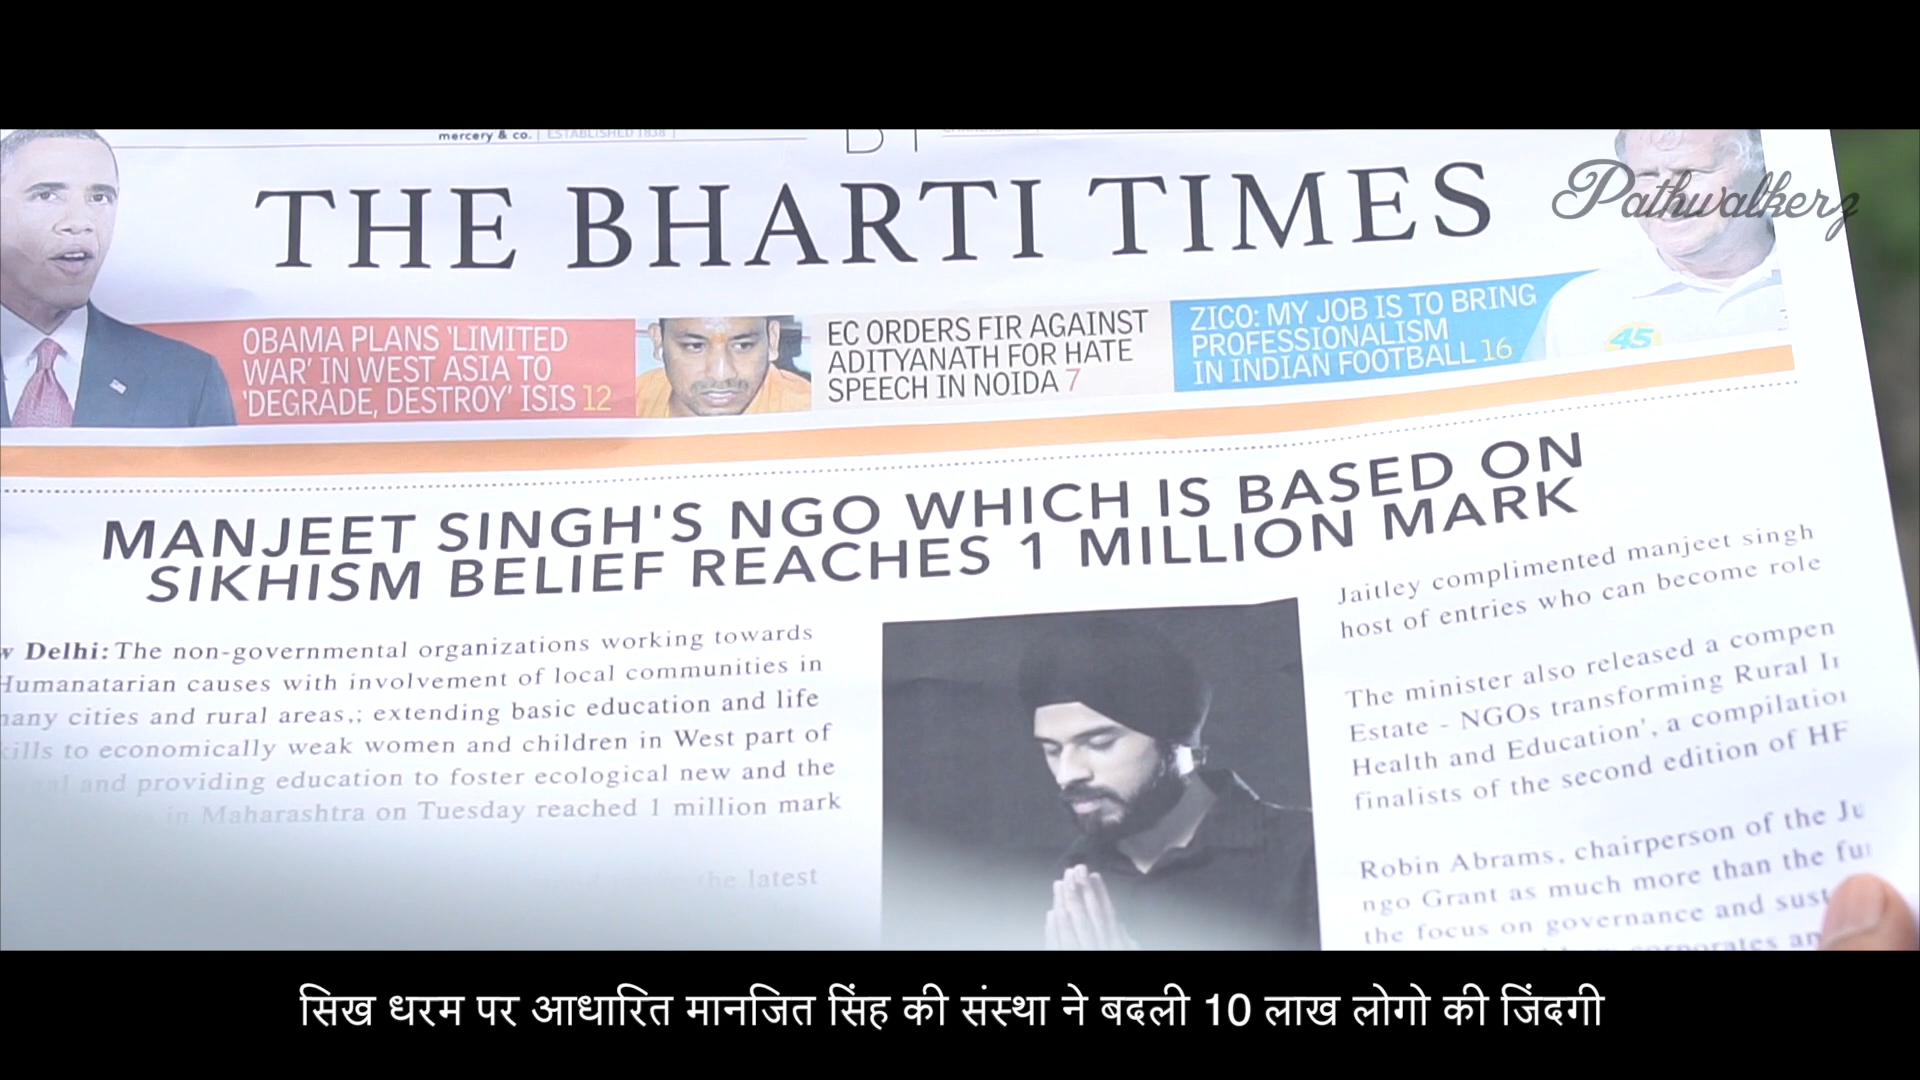 mercery & co. | ESTABLISHED 1838 |
BT
THE BHARTI TIMES
Pathwalkerz
OBAMA PLANS 'LIMITED
WAR' IN WEST ASIA TO
'DEGRADE, DESTROY' ISIS 12
EC ORDERS FIR AGAINST
ADITYANATH FOR HATE
SPEECH IN NOIDA 7
ZICO: MY JOB IS TO BRING
PROFESSIONALISM
IN INDIAN FOOTBALL 16
45
MANJEET SINGH'S NGO WHICH IS BASED ON
SIKHISM BELIEF REACHES 1 MILLION MARK
Delhi: The non-governmental organizations working towards
Humanatarian causes with involvement of local communities in
many cities and rural areas,; extending basic education and life
skills to economically weak women and children in West part of
and providing education to foster ecological new and the
in Maharashtra on Tuesday reached 1 million mark
the latest
Jaitley complimented manjeet singh
host of entries who can become role
The minister also released a compen
Estate - NGOs transforming Rural
Health and Education', a compilation
finalists of the second edition of HF
Robin Abrams, chairperson of the
ngo Grant as much more than the
the focus on governance and sust
corporates
सिख धरम पर आधारित मानजित सिंह की संस्था ने बदली 10 लाख लोगो की जिंदगी